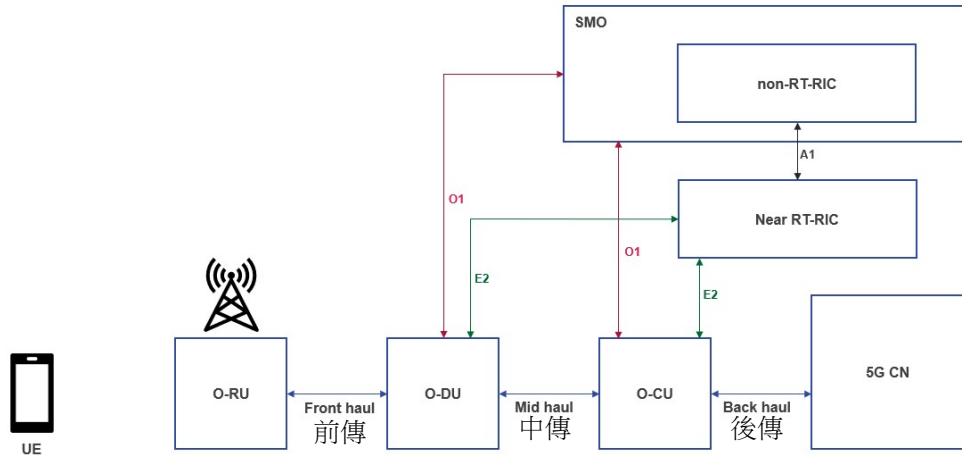 SMO
non-RT-RIC
A1
O1
Near RT-RIC
O1
E2
E2
O-RU
O-DU
O-CU
5G CN
Front haul
前傳
Mid haul
中傳
Back haul
後傳
UE